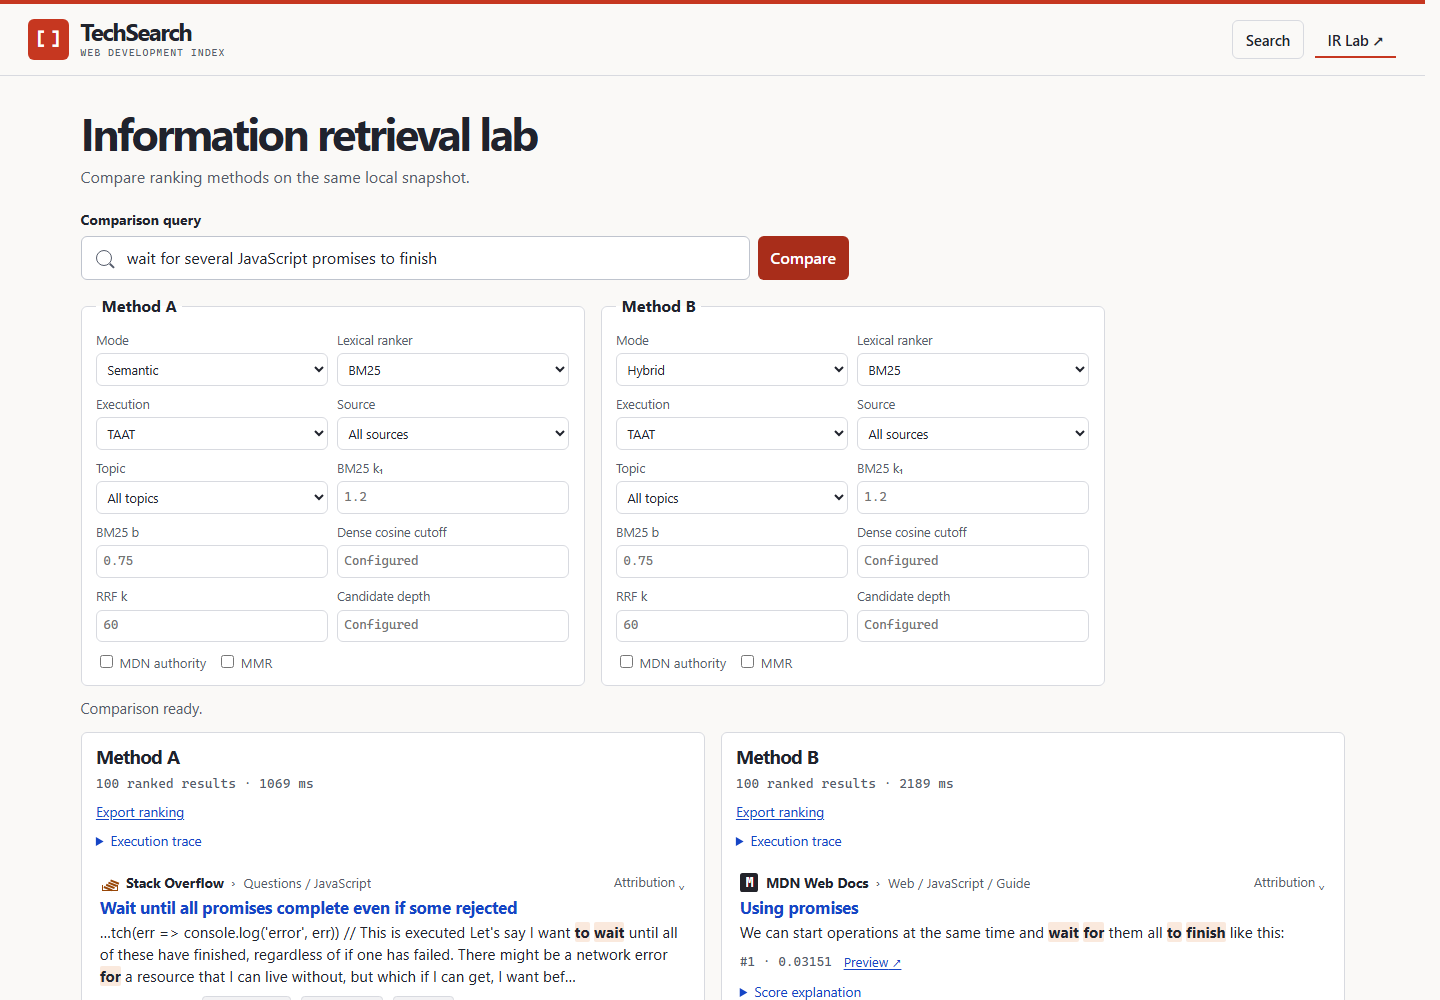 [ ] TechSearch
WEB DEVELOPMENT INDEX
Search
IR Lab ↗
Information retrieval lab
Compare ranking methods on the same local snapshot.
Comparison query
wait for several JavaScript promises to finish
Compare
Method A
Mode
Lexical ranker
Semantic
BM25
Execution
Source
TAAT
All sources
Topic
BM25 k₁
All topics
1.2
BM25 b
Dense cosine cutoff
0.75
Configured
RRF k
Candidate depth
60
Configured
MDN authority
MMR
Method B
Mode
Lexical ranker
Hybrid
BM25
Execution
Source
TAAT
All sources
Topic
BM25 k₁
All topics
1.2
BM25 b
Dense cosine cutoff
0.75
Configured
RRF k
Candidate depth
60
Configured
MDN authority
MMR
Comparison ready.
Method A
100 ranked results · 1069 ms
Export ranking
▶ Execution trace
Stack Overflow › Questions / JavaScript
Attribution
Wait until all promises complete even if some rejected
...tch(err => console.log('error', err)) // This is executed Let's say I want to wait until all
of these have finished, regardless of if one has failed. There might be a network error
for a resource that I can live without, but which if I can get, I want bef...
Method B
100 ranked results · 2189 ms
Export ranking
▶ Execution trace
M MDN Web Docs › Web / JavaScript / Guide
Attribution
Using promises
We can start operations at the same time and wait for them all to finish like this:
#1 · 0.03151 Preview ↗
▶ Score explanation